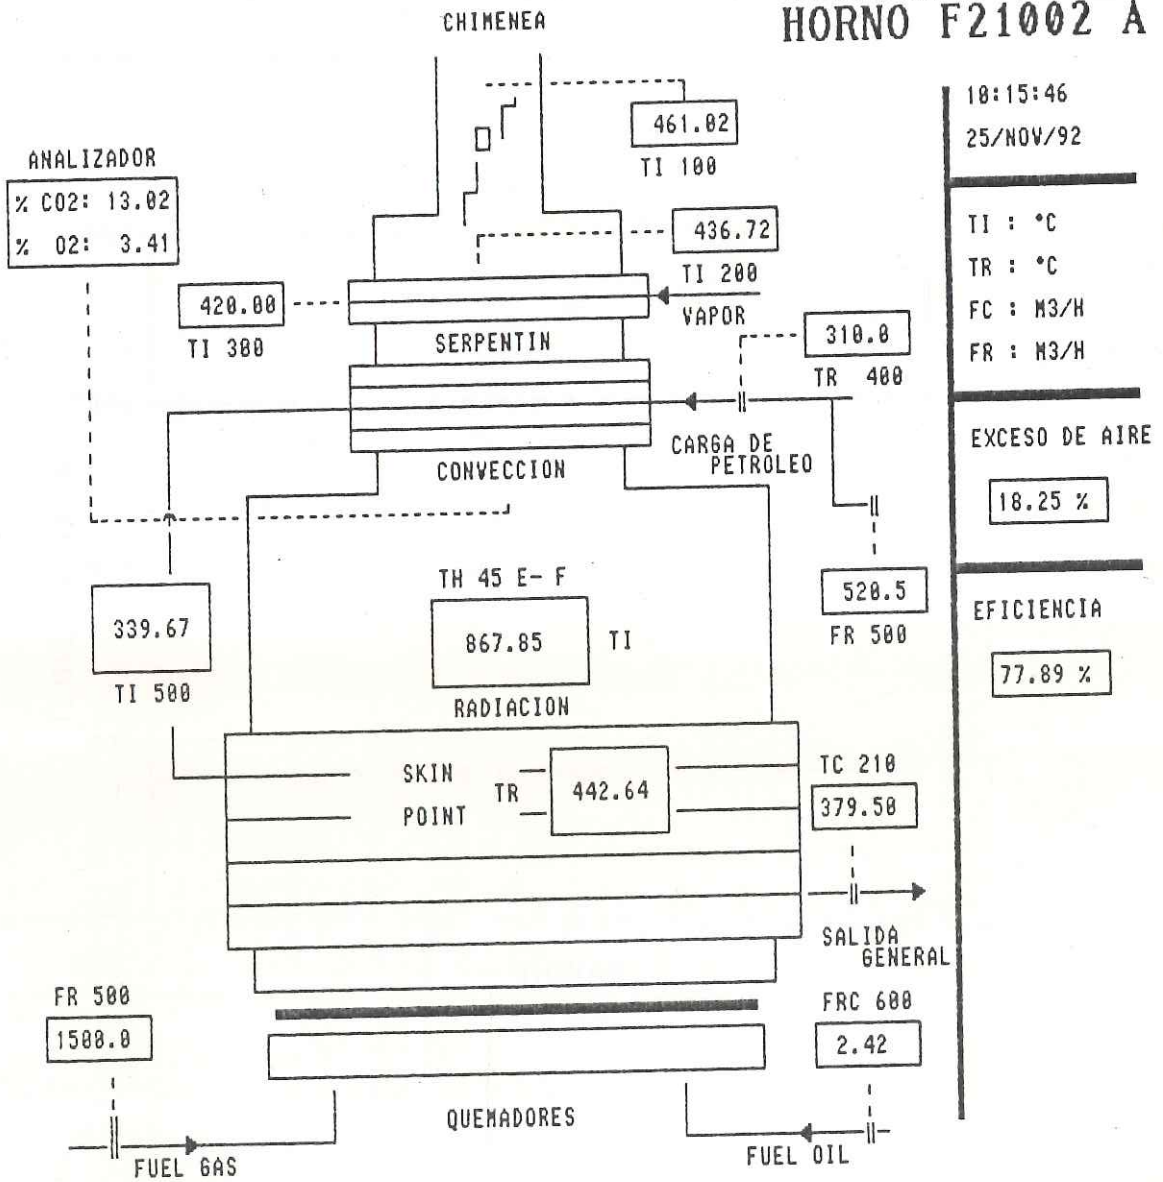 CHIMENEA
HORNO F21002 A
10:15:46
25/NOV/92
461.02
TI 100
ANALIZADOR
% CO2: 13.02
% O2: 3.41
436.72
TI 200
TI : °C
TR : °C
FC : M3/H
FR : M3/H
420.00
TI 300
VAPOR
SERPENTIN
310.0
TR 400
EXCESO DE AIRE
18.25 %
CARGA DE
PETROLEO
CONVECCION
TH 45 E- F
867.85
TI
RADIACION
339.67
TI 500
520.5
FR 500
EFICIENCIA
77.89 %
SKIN
POINT
TR
442.64
TC 210
379.50
SALIDA
GENERAL
FR 500
1500.0
FRC 600
2.42
QUEMADORES
FUEL GAS
FUEL OIL